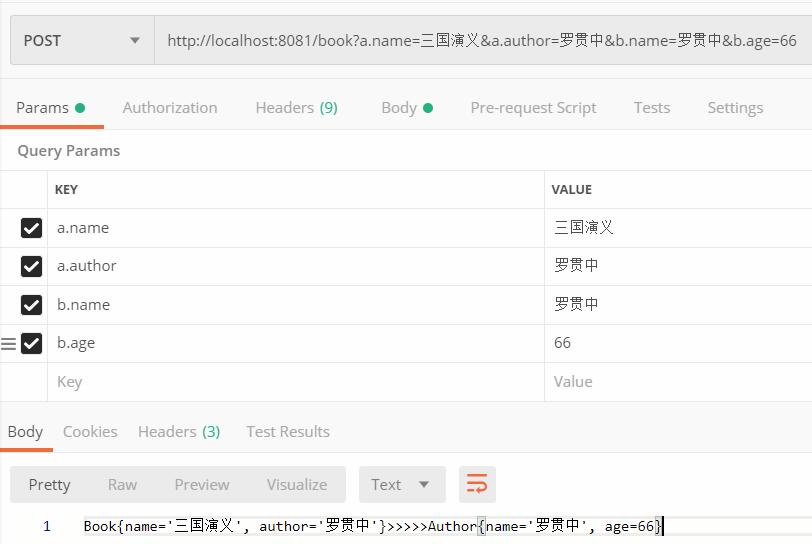 POST http://localhost:8081/book?a.name=三国演义&a.author=罗贯中&b.name=罗贯中&b.age=66
Params Authorization Headers (9) Body Pre-request Script Tests Settings
Query Params
KEY VALUE
a.name 三国演义
a.author 罗贯中
b.name 罗贯中
b.age 66
Key Value
Body Cookies Headers (3) Test Results
Pretty Raw Preview Visualize Text
1 Book{name='三国演义', author='罗贯中'}>>>>>Author{name='罗贯中', age=66}